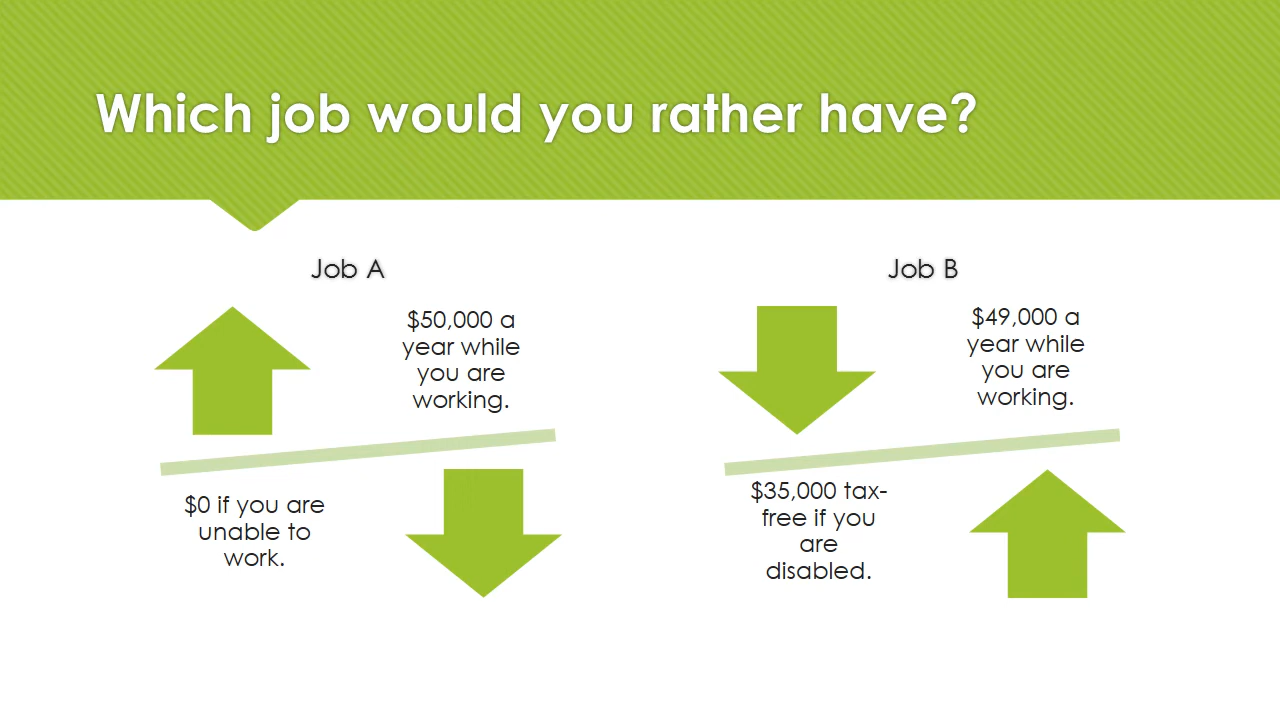 Which job would you rather have?
Job A
$50,000 a
year while
you are
working.
$0 if you are
unable to
work.
Job B
$49,000 a
year while
you are
working.
$35,000 tax-
free if you
are
disabled.